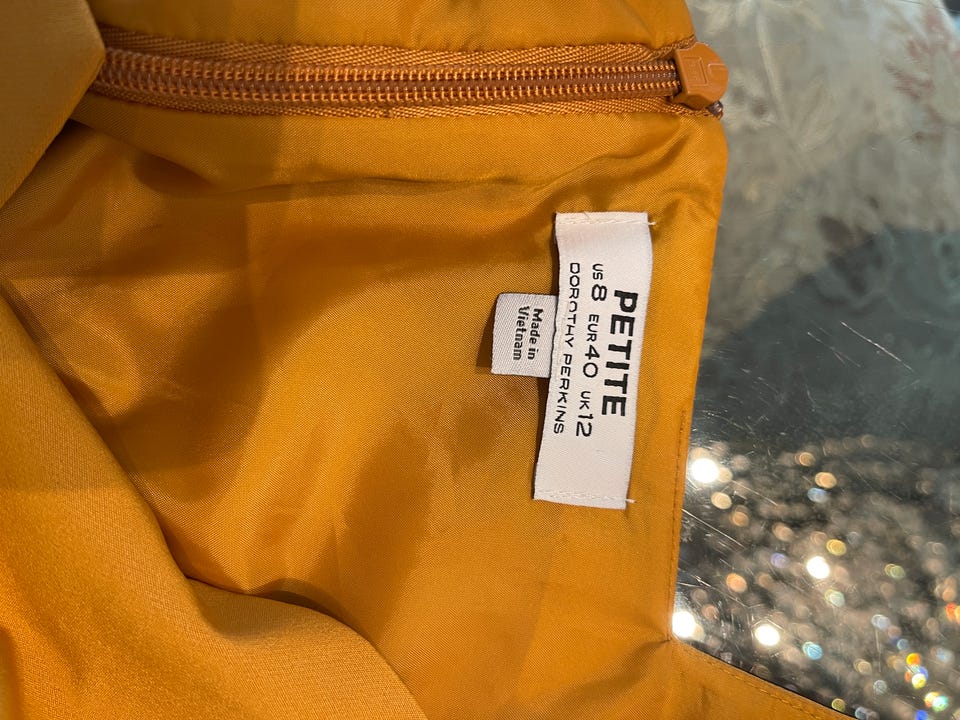 PETITE
US 8 EUR 40 UK 12
DOROTHY PERKINS
Made in
Vietnam